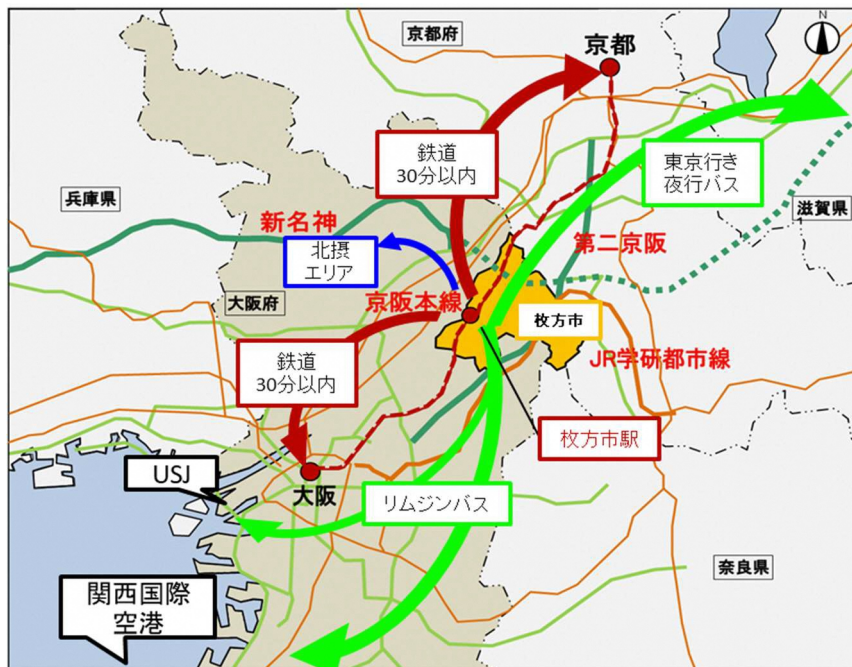 京都府
京都
N
鉄道
30分以内
東京行き
夜行バス
兵庫県
滋賀県
新名神
第二京阪
北摂
エリア
大阪府
京阪本線
枚方市
鉄道
30分以内
JR学研都市線
枚方市駅
USJ
大阪
リムジンバス
奈良県
関西国際
空港